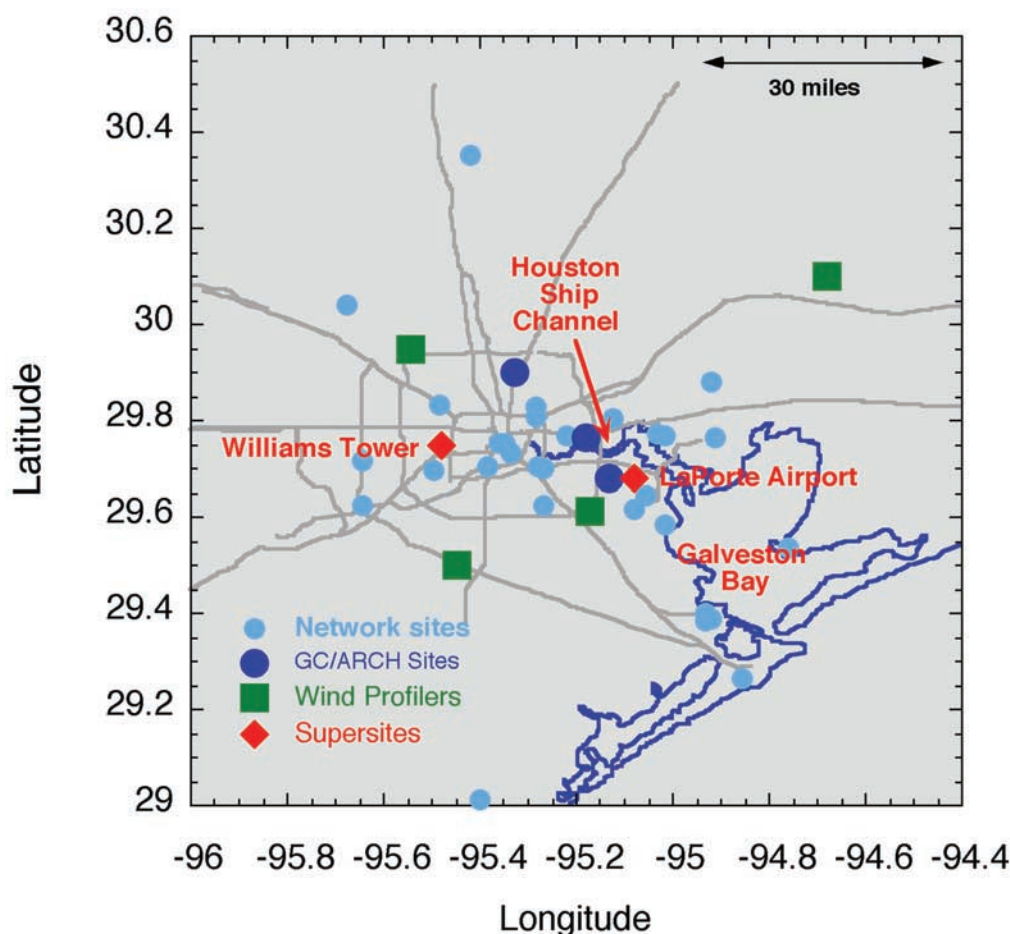 30.6
30 miles
30.4
30.2
Houston
Ship
Channel
30
Latitude
29.8
Williams Tower
LaPorte Airport
29.6
Galveston
Bay
29.4
Network sites
GC/ARCH Sites
29.2
Wind Profilers
Supersites
29
-96 -95.8 -95.6 -95.4 -95.2 -95 -94.8 -94.6 -94.4
Longitude